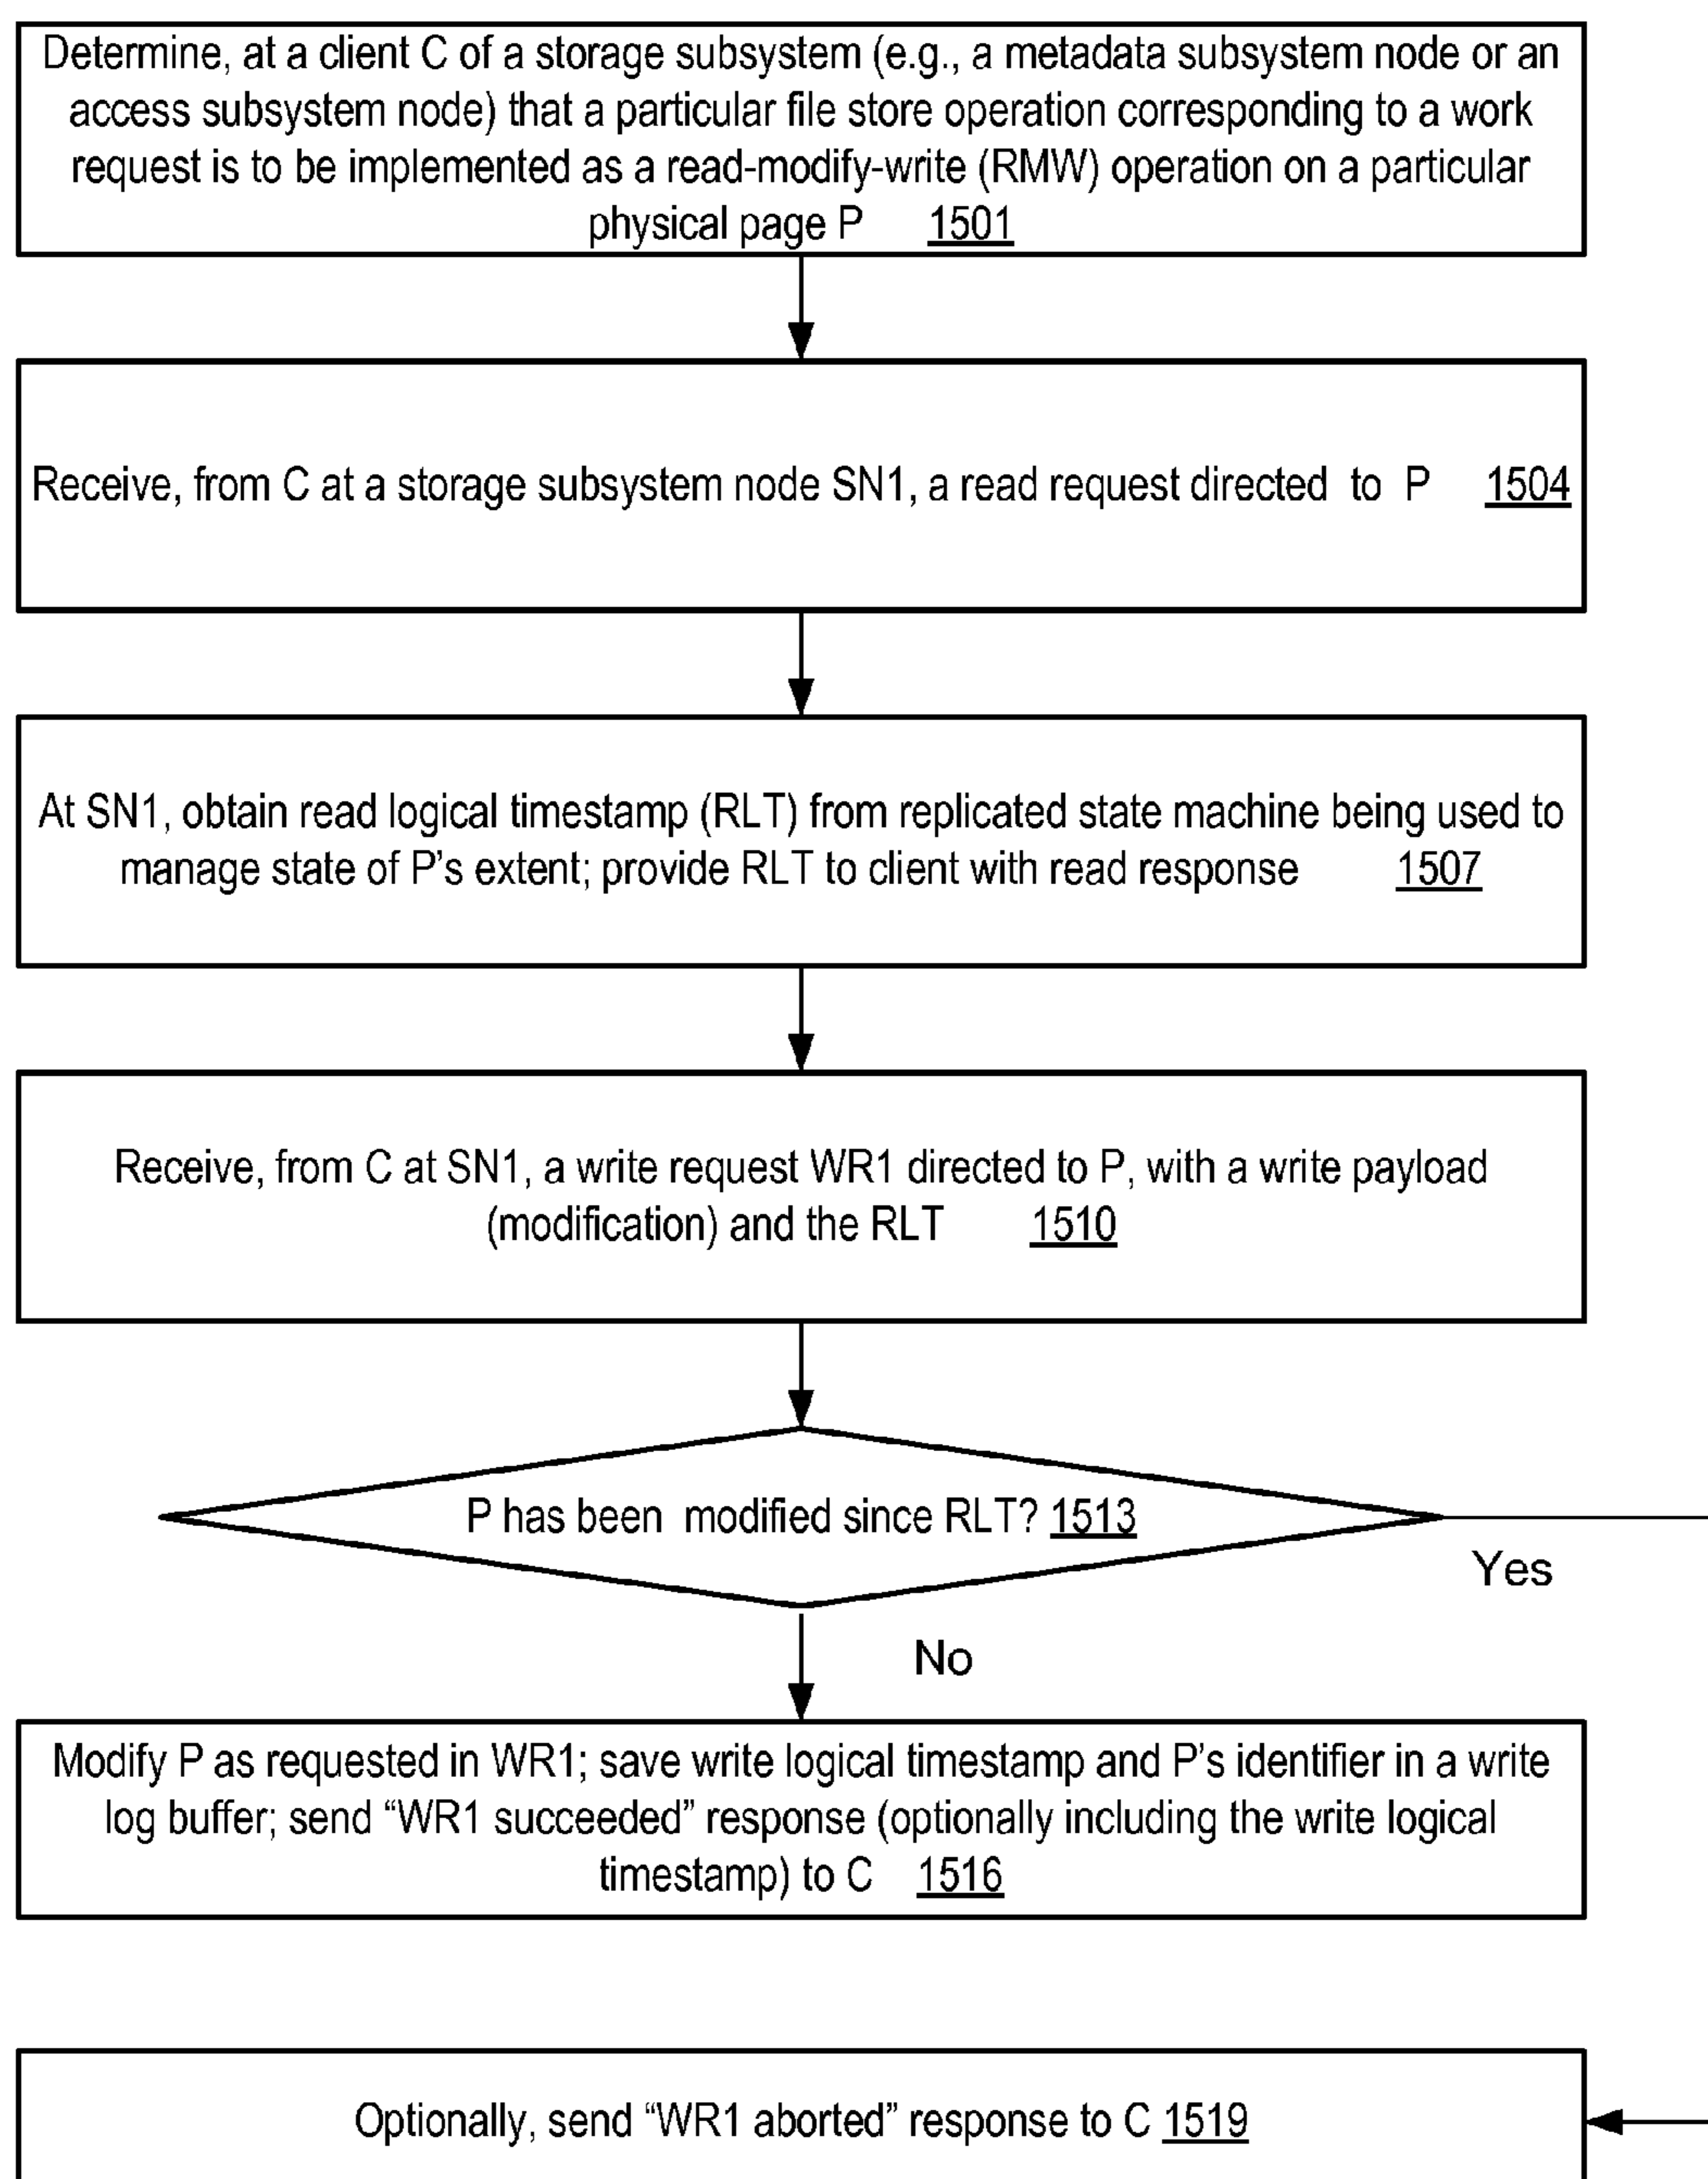 Determine, at a client C of a storage subsystem (e.g., a metadata subsystem node or an
access subsystem node) that a particular file store operation corresponding to a work
request is to be implemented as a read-modify-write (RMW) operation on a particular
physical page P 1501
Receive, from C at a storage subsystem node SN1, a read request directed to P 1504
At SN1, obtain read logical timestamp (RLT) from replicated state machine being used to
manage state of P’s extent; provide RLT to client with read response 1507
Receive, from C at SN1, a write request WR1 directed to P, with a write payload
(modification) and the RLT 1510
P has been modified since RLT? 1513
Yes
No
Modify P as requested in WR1; save write logical timestamp and P’s identifier in a write
log buffer; send “WR1 succeeded” response (optionally including the write logical
timestamp) to C 1516
Optionally, send “WR1 aborted” response to C 1519